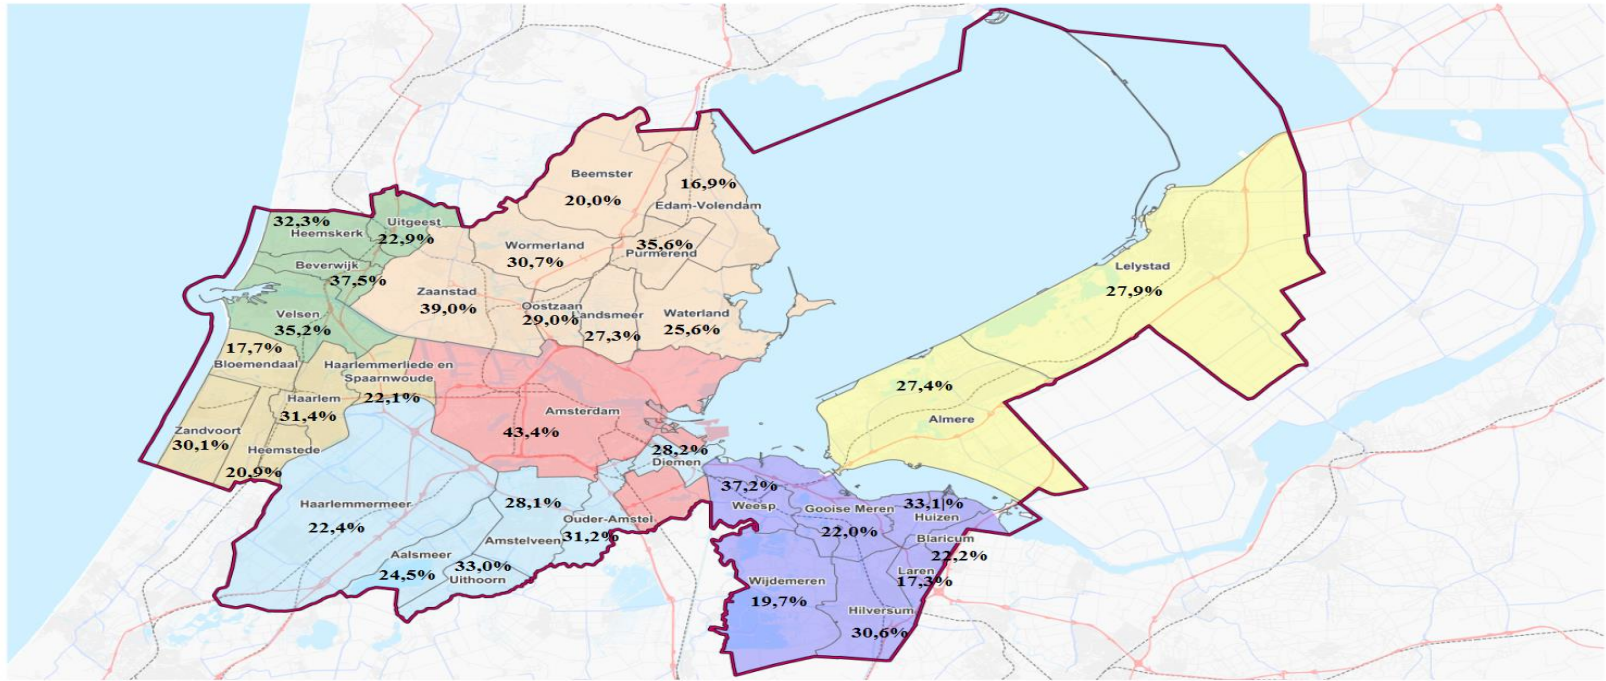 Beemster
20,0%
16,9%
Edam-Volendam
32,3%
Heemskerk
Uitgeest
22,9%
Wormerland
30,7%
35,6%
Purmerend
Beverwijk
37,5%
Zaanstad
39,0%
Oostzaan
29,0%
Landsmeer
27,3%
Waterland
25,6%
Velsen
35,2%
Lelystad
27,9%
17,7%
Bloemendaal
Haarlemmerliede en
Spaarnwoude
22,1%
Haarlem
31,4%
Zandvoort
30,1%
Heemstede
20,9%
Amsterdam
43,4%
27,4%
Almere
28,2%
Diemen
Haarlemmermeer
22,4%
28,1%
Amstelveen
Ouder-Amstel
31,2%
Aalsmeer
24,5%
33,0%
Uithoorn
37,2%
Weesp
Gooise Meren
22,0%
33,1%
Huizen
Blaricum
22,2%
Laren
17,3%
Wijdemeren
19,7%
Hilversum
30,6%